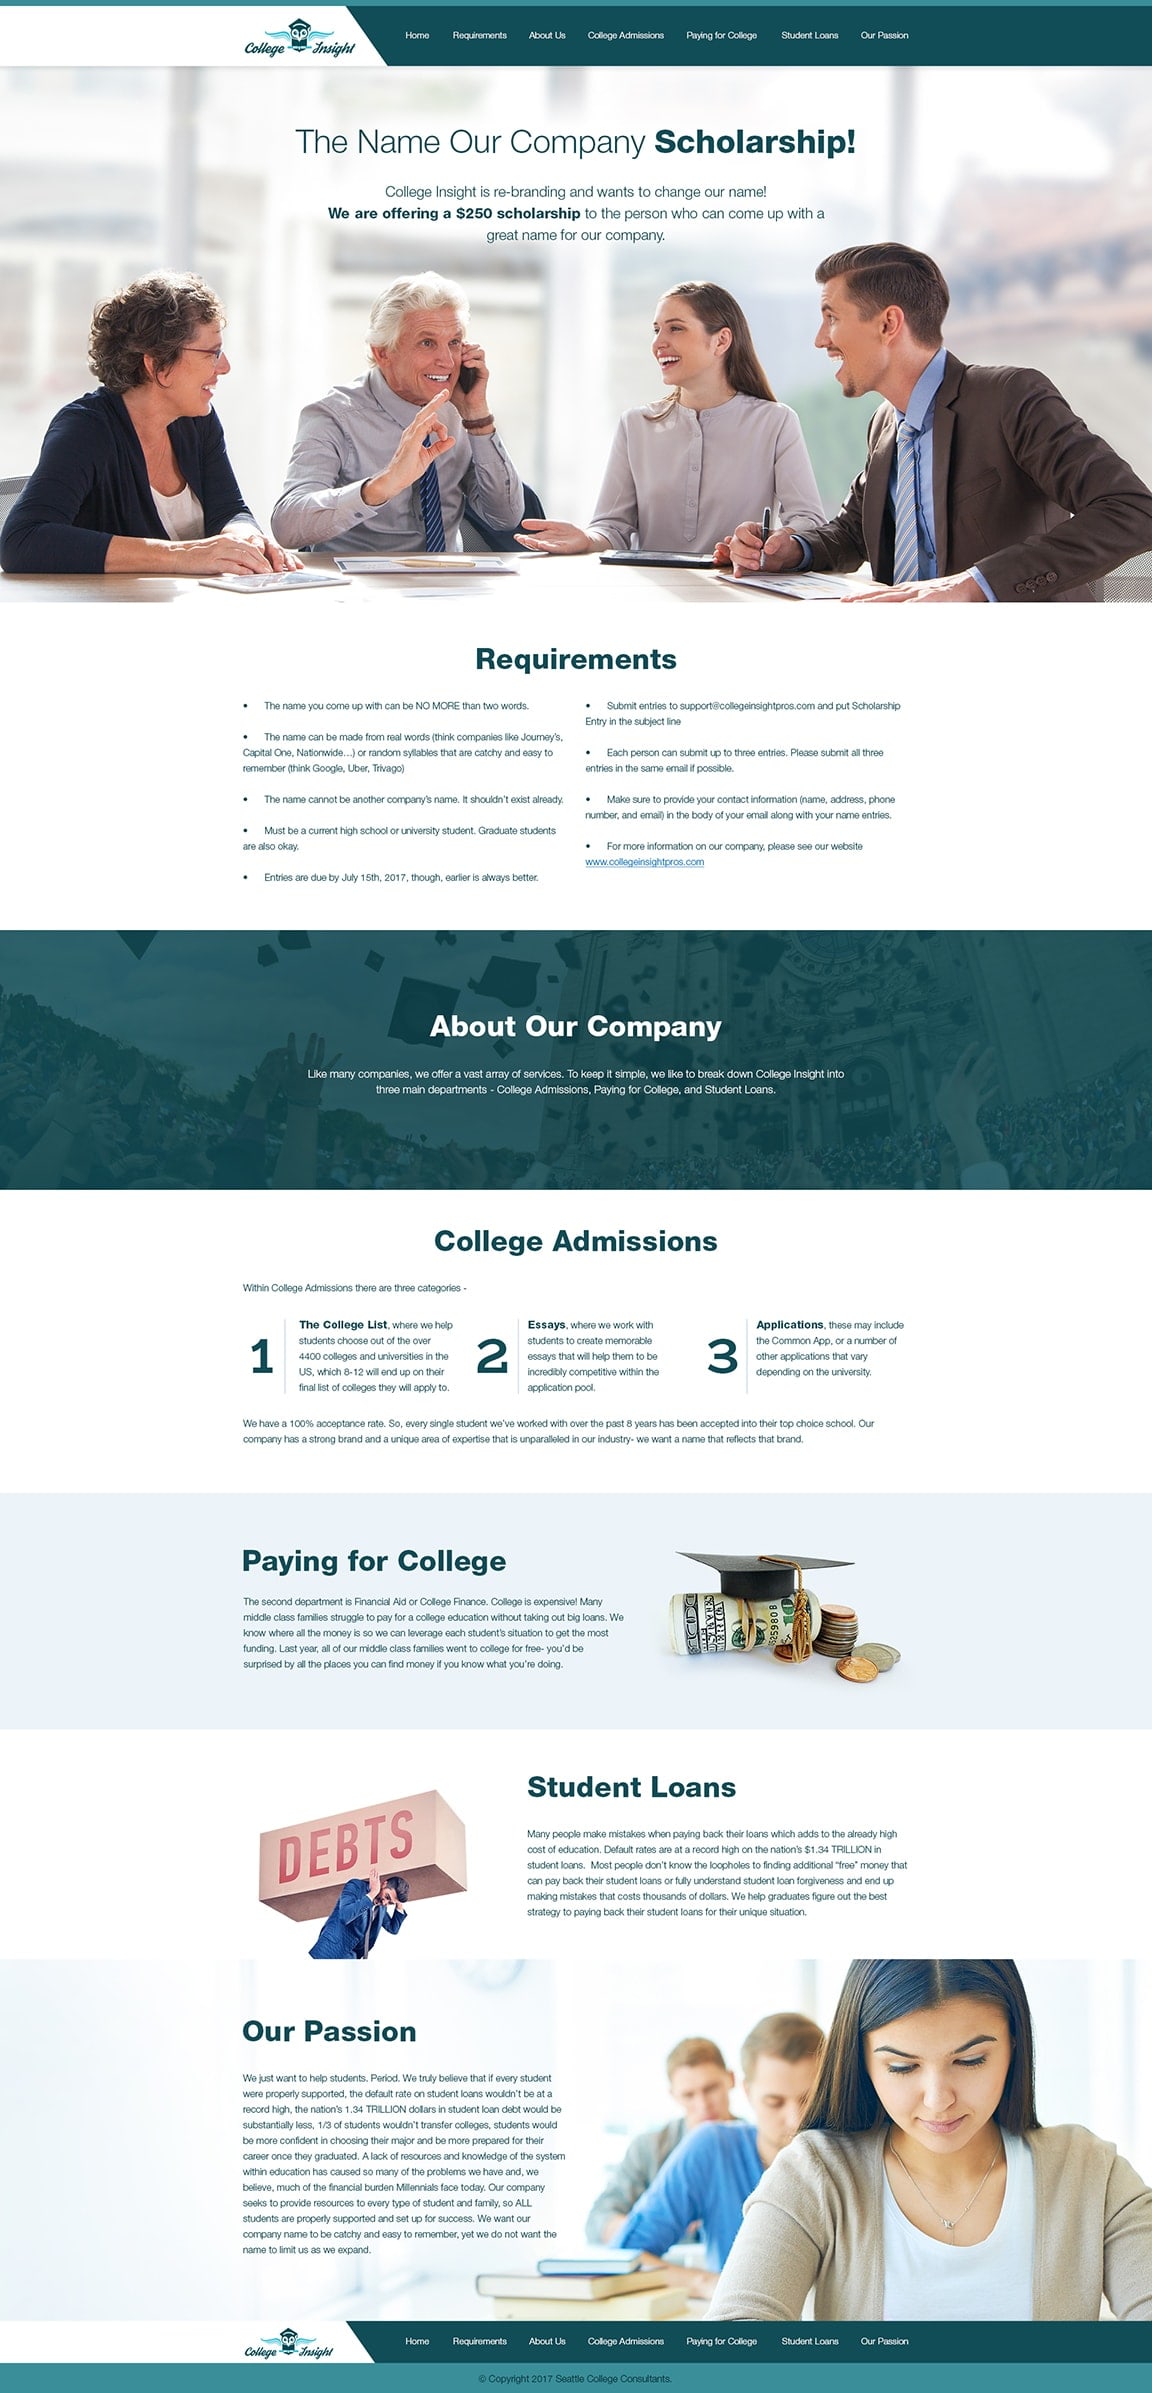 College Insight
Home Requirements About Us College Admissions Paying for College Student Loans Our Passion
The Name Our Company Scholarship!
College Insight is re-branding and wants to change our name!
We are offering a $250 scholarship to the person who can come up with a
great name for our company.
Requirements
• The name you come up with can be NO MORE than two words.
• The name can be made from real words (think companies like Journey's,
Capital One, Nationwide...) or random syllables that are catchy and easy to
remember (think Google, Uber, Trivago)
• The name cannot be another company's name. It shouldn't exist already.
• Must be a current high school or university student. Graduate students
are also okay.
• Entries are due by July 15th, 2017, though, earlier is always better.
• Submit entries to support@collegeinsightpros.com and put Scholarship
Entry in the subject line
• Each person can submit up to three entries. Please submit all three
entries in the same email if possible.
• Make sure to provide your contact information (name, address, phone
number, and email) in the body of your email along with your name entries.
• For more information on our company, please see our website
www.collegeinsightpros.com
About Our Company
Like many companies, we offer a vast array of services. To keep it simple, we like to break down College Insight into
three main departments - College Admissions, Paying for College, and Student Loans.
College Admissions
Within College Admissions there are three categories -
1
The College List, where we help
students choose out of the over
4400 colleges and universities in the
US, which 8-12 will end up on their
final list of colleges they will apply to.
2
Essays, where we work with
students to create memorable
essays that will help them to be
incredibly competitive within the
application pool.
3
Applications, these may include
the Common App, or a number of
other applications that vary
depending on the university.
We have a 100% acceptance rate. So, every single student we've worked with over the past 8 years has been accepted into their top choice school. Our
company has a strong brand and a unique area of expertise that is unparalleled in our industry- we want a name that reflects that brand.
Paying for College
The second department is Financial Aid or College Finance. College is expensive! Many
middle class families struggle to pay for a college education without taking out big loans. We
know where all the money is so we can leverage each student's situation to get the most
funding. Last year, all of our middle class families went to college for free- you'd be
surprised by all the places you can find money if you know what you're doing.
DEBTS
Student Loans
Many people make mistakes when paying back their loans which adds to the already high
cost of education. Default rates are at a record high on the nation's $1.34 TRILLION in
student loans. Most people don't know the loopholes to finding additional "free" money that
can pay back their student loans or fully understand student loan forgiveness and end up
making mistakes that costs thousands of dollars. We help graduates figure out the best
strategy to paying back their student loans for their unique situation.
Our Passion
We just want to help students. Period. We truly believe that if every student
were properly supported, the default rate on student loans wouldn't be at a
record high, the nation's 1.34 TRILLION dollars in student loan debt would be
substantially less, 1/3 of students wouldn't transfer colleges, students would
be more confident in choosing their major and be more prepared for their
career once they graduated. A lack of resources and knowledge of the system
within education has caused so many of the problems we have and, we
believe, much of the financial burden Millennials face today. Our company
seeks to provide resources to every type of student and family, so ALL
students are properly supported and set up for success. We want our
company name to be catchy and easy to remember, yet we do not want the
name to limit us as we expand.
College Insight
Home Requirements About Us College Admissions Paying for College Student Loans Our Passion
© Copyright 2017 Seattle College Consultants.